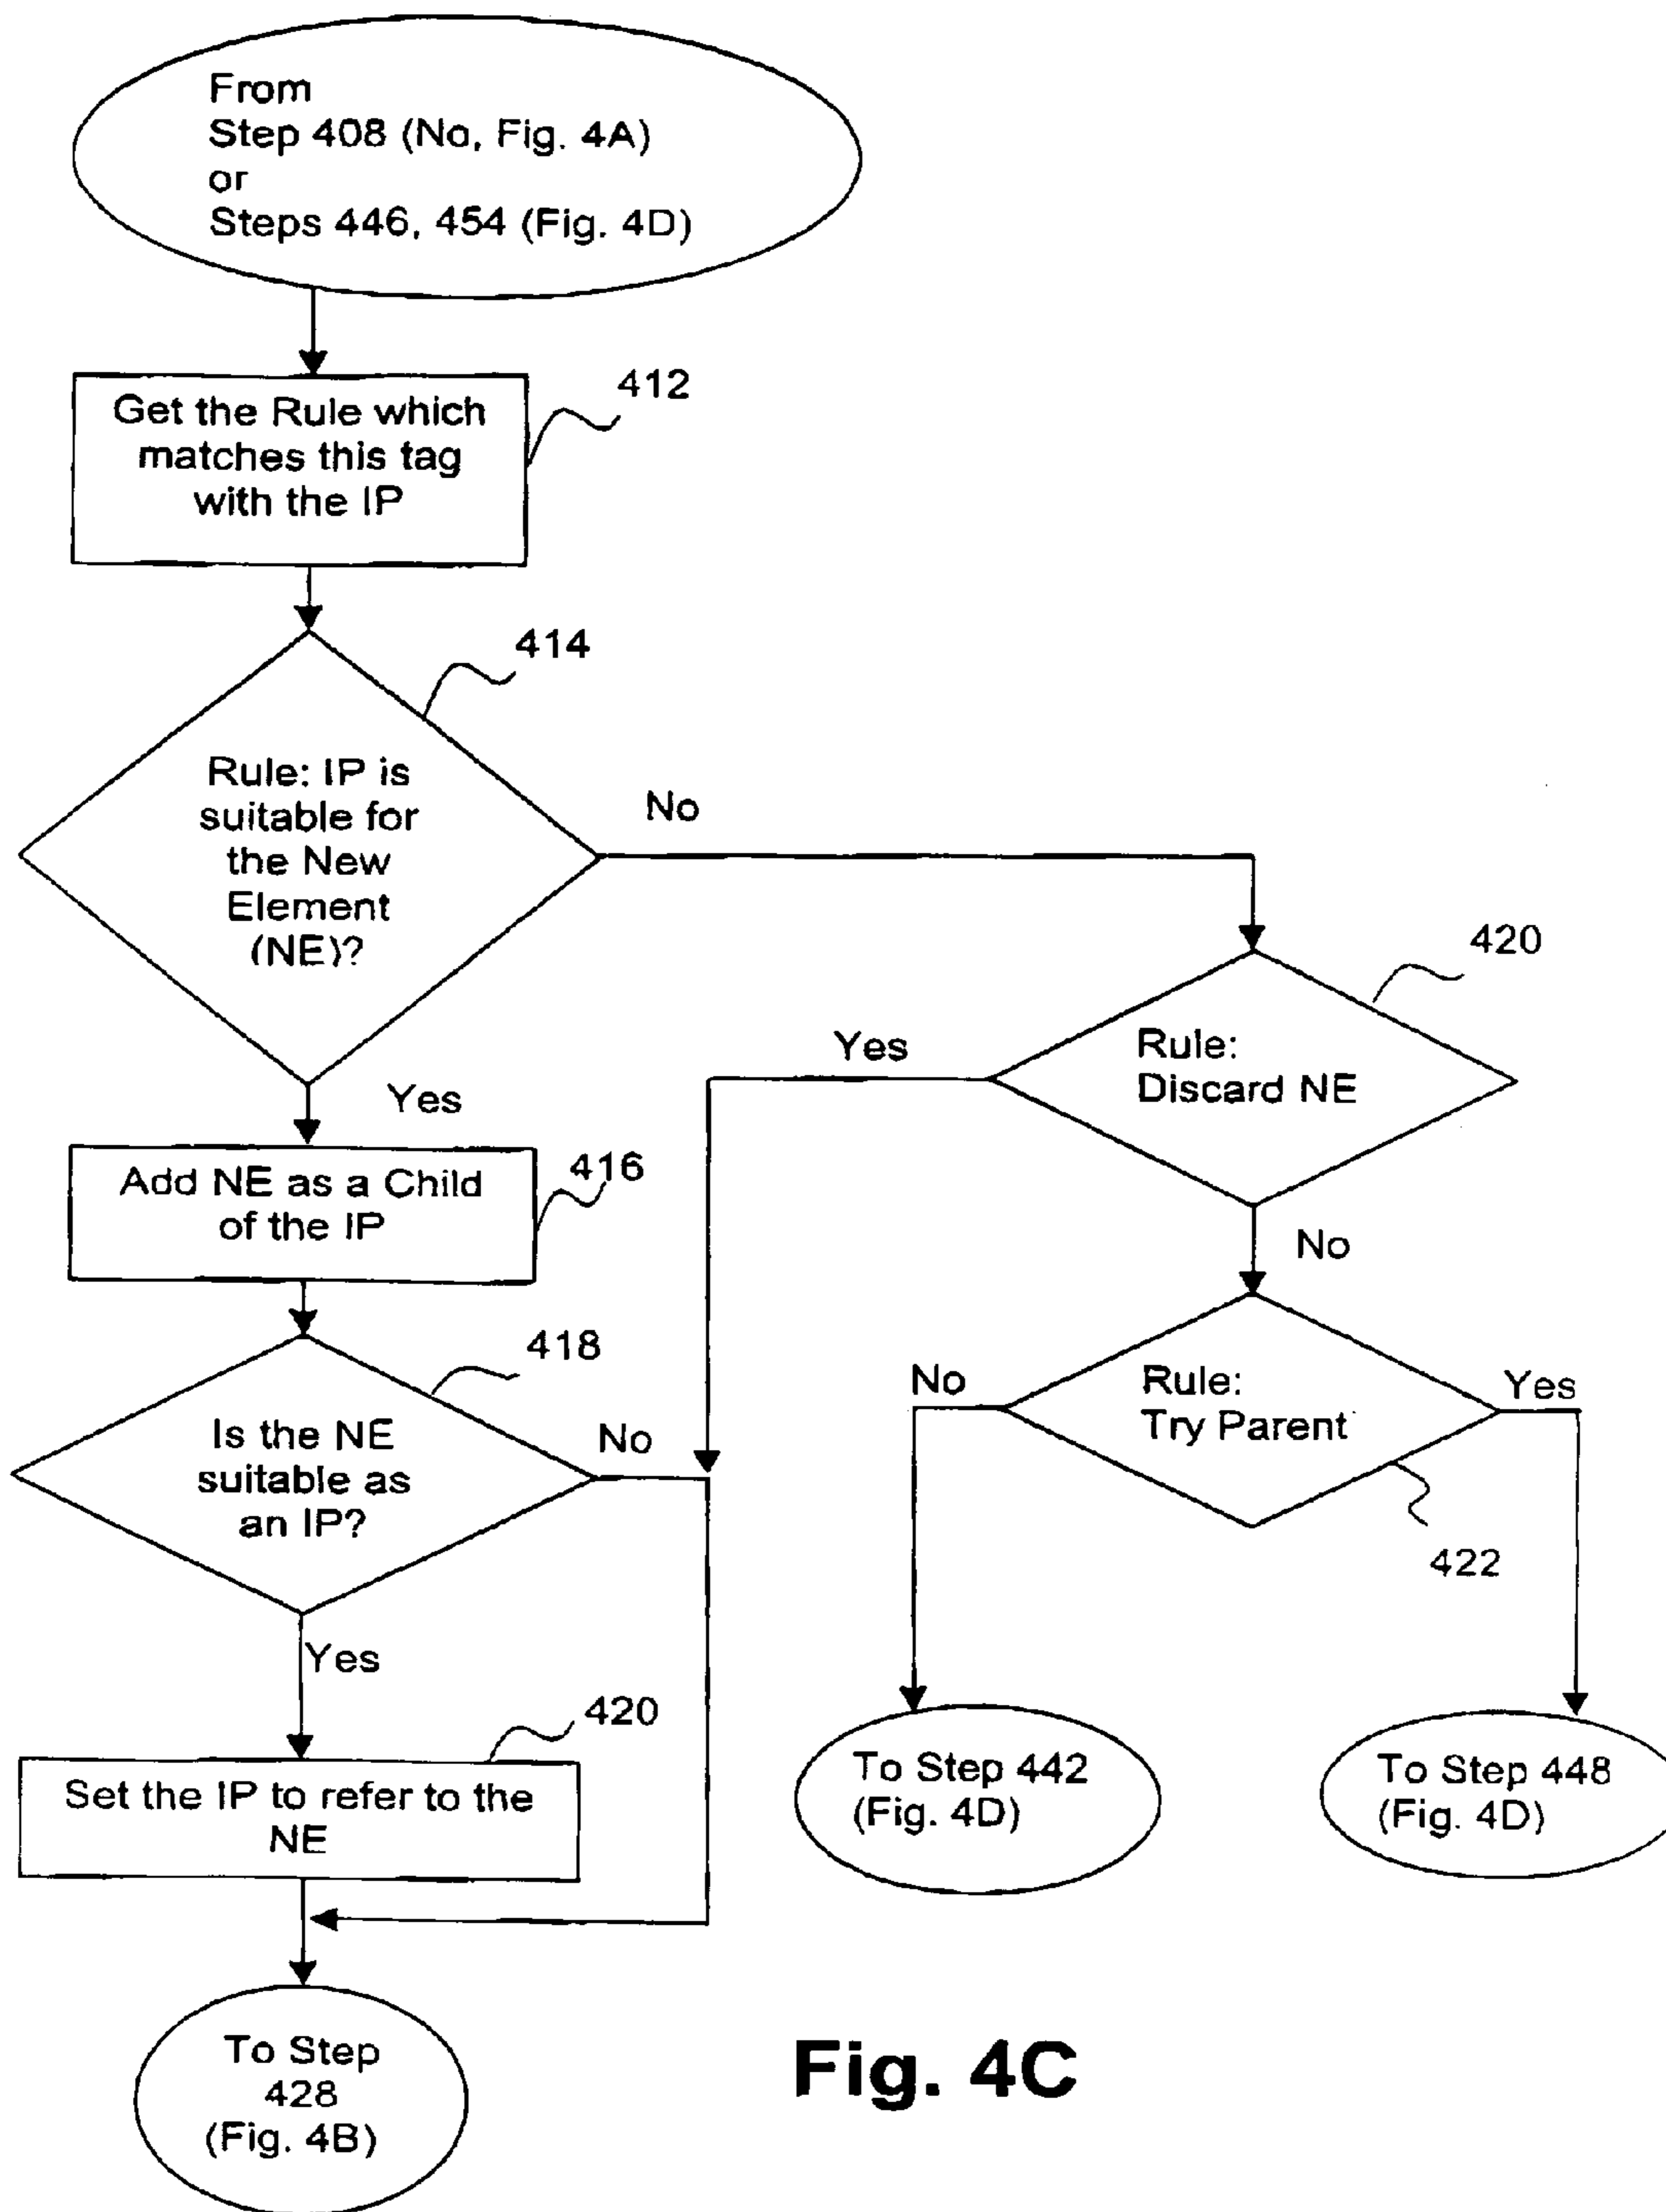 From
Step 408 (No, Fig. 4A)
or
Steps 446, 454 (Fig. 4D)
412
Get the Rule which
matches this tag
with the IP
414
Rule: IP is
suitable for
the New
Element
(NE)?
No
Yes
420
Rule:
Discard NE
Yes
No
416
Add NE as a Child
of the IP
418
Is the NE
suitable as
an IP?
No
Yes
Rule:
Try Parent
No
Yes
422
420
Set the IP to refer to the
NE
To Step 442
(Fig. 4D)
To Step 448
(Fig. 4D)
To Step
428
(Fig. 4B)
Fig. 4C